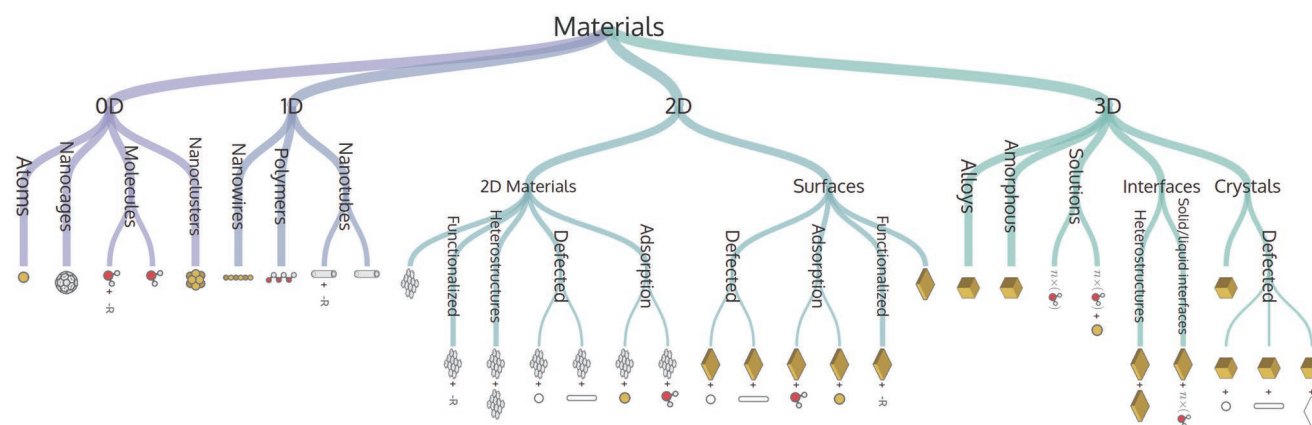 Materials
0D
1D
2D
3D
Atoms
Nanocages
Molecules
Nanoclusters
Nanowires
Polymers
Nanotubes
2D Materials
Surfaces
Alloys
Amorphous
Solutions
Interfaces
Crystals
Functionalized
Heterostructures
Defected
Adsorption
Defected
Adsorption
Functionalized
Heterostructures
Solid/liquid interfaces
Defected
+ -R
+ -R
n×( )
n×( ) +
+ -R
+
+
+
+
+
+
+
+
+
+ -R
+
+ n×(
+
+
+